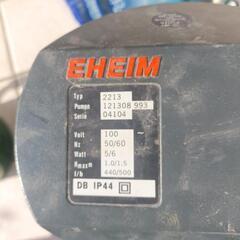 EHEIM
Typ 2213
Pumpe 121308 993
Serie 04104
Volt 100 ~
Hz 50/60
Watt 5/6
Hmax m 1.0/1.5
l/h 440/500
DB IP44